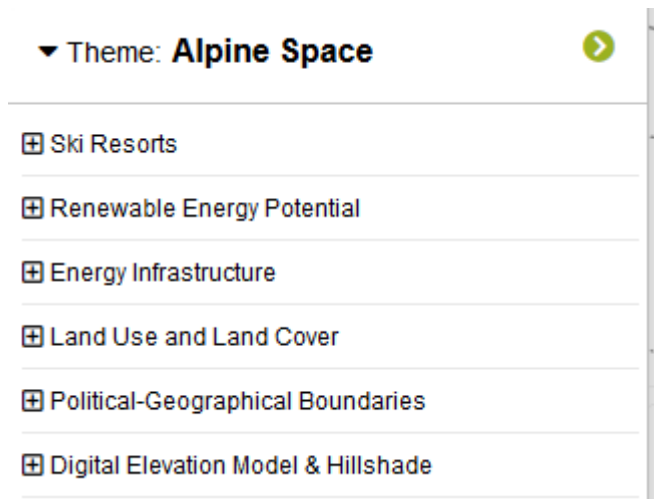 Theme: Alpine Space
Ski Resorts
Renewable Energy Potential
Energy Infrastructure
Land Use and Land Cover
Political-Geographical Boundaries
Digital Elevation Model & Hillshade